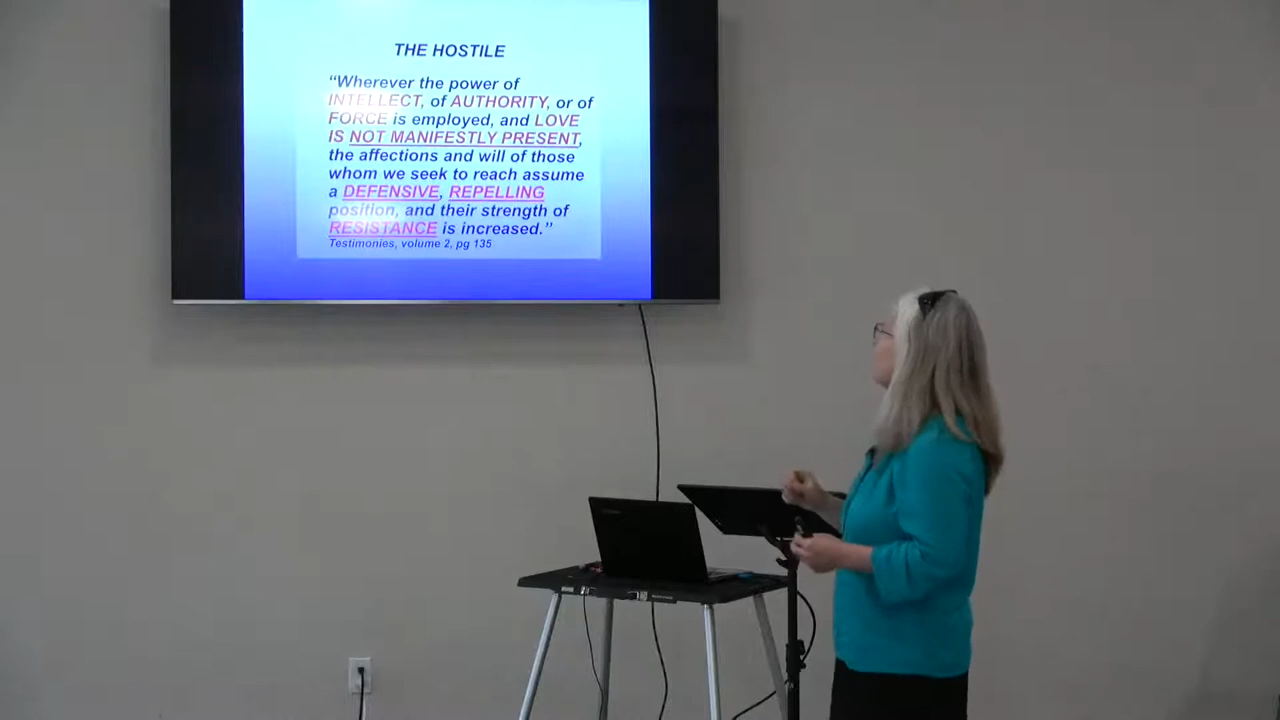 THE HOSTILE
“Wherever the power of
INTELLECT, of AUTHORITY, or of
FORCE is employed, and LOVE
IS NOT MANIFESTLY PRESENT,
the affections and will of those
whom we seek to reach assume
a DEFENSIVE, REPELLING
position, and their strength of
RESISTANCE is increased.”
Testimonies, volume 2, pg 135